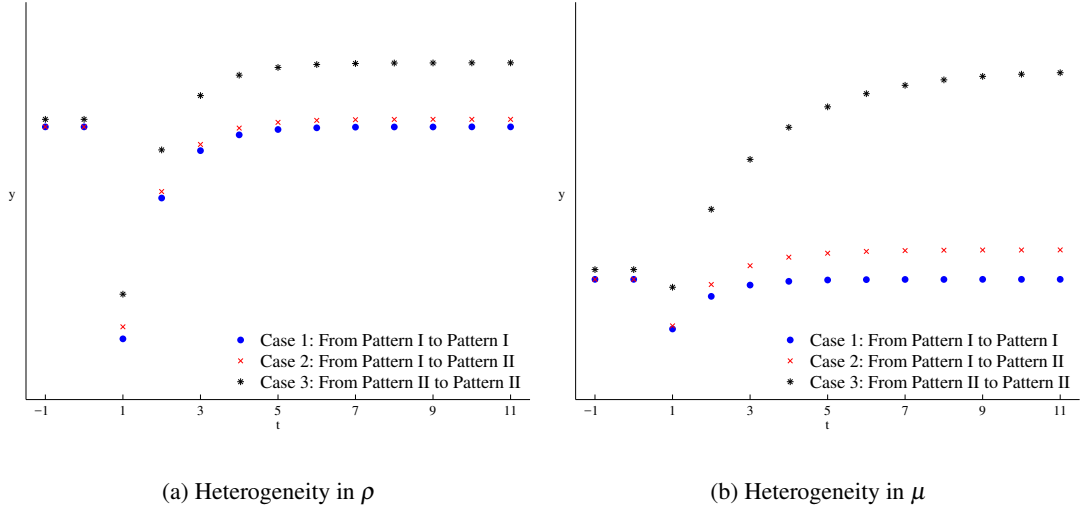 y
Case 1: From Pattern I to Pattern I
Case 2: From Pattern I to Pattern II
Case 3: From Pattern II to Pattern II
−1 1 3 5 7 9 11
t
(a) Heterogeneity in ρ
y
Case 1: From Pattern I to Pattern I
Case 2: From Pattern I to Pattern II
Case 3: From Pattern II to Pattern II
−1 1 3 5 7 9 11
t
(b) Heterogeneity in μ